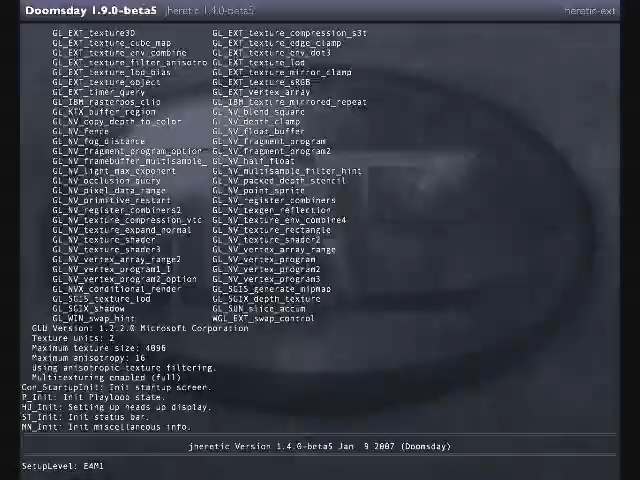 Doomsday 1.9.0-beta5 jheretic 1.4.0-beta5 heretic-ext
GL_EXT_texture3D GL_EXT_texture_compression_s3t
GL_EXT_texture_cube_map GL_EXT_texture_edge_clamp
GL_EXT_texture_env_combine GL_EXT_texture_env_dot3
GL_EXT_texture_filter_anisotro GL_EXT_texture_lod
GL_EXT_texture_lod_bias GL_EXT_texture_mirror_clamp
GL_EXT_texture_object GL_EXT_texture_sRGB
GL_EXT_timer_query GL_EXT_vertex_array
GL_IBM_rasterpos_clip GL_IBM_texture_mirrored_repeat
GL_KTX_buffer_region GL_NV_blend_square
GL_NV_copy_depth_to_color GL_NV_depth_clamp
GL_NV_fence GL_NV_float_buffer
GL_NV_fog_distance GL_NV_fragment_program
GL_NV_fragment_program_option GL_NV_fragment_program2
GL_NV_framebuffer_multisample_ GL_NV_half_float
GL_NV_light_max_exponent GL_NV_multisample_filter_hint
GL_NV_occlusion_query GL_NV_packed_depth_stencil
GL_NV_pixel_data_range GL_NV_point_sprite
GL_NV_primitive_restart GL_NV_register_combiners
GL_NV_register_combiners2 GL_NV_texgen_reflection
GL_NV_texture_compression_vtc GL_NV_texture_env_combine4
GL_NV_texture_expand_normal GL_NV_texture_rectangle
GL_NV_texture_shader GL_NV_texture_shader2
GL_NV_texture_shader3 GL_NV_vertex_array_range
GL_NV_vertex_array_range2 GL_NV_vertex_program
GL_NV_vertex_program1_1 GL_NV_vertex_program2
GL_NV_vertex_program2_option GL_NV_vertex_program3
GL_NVX_conditional_render GL_SGIS_generate_mipmap
GL_SGIS_texture_lod GL_SGIX_depth_texture
GL_SGIX_shadow GL_SUN_slice_accum
GL_WIN_swap_hint WGL_EXT_swap_control
GLU Version: 1.2.2.0 Microsoft Corporation
Texture units: 2
Maximum texture size: 4096
Maximum anisotropy: 16
Using anisotropic texture filtering.
Multitexturing enabled (full)
Con_StartupInit: Init startup screen.
P_Init: Init Playloop state.
HU_Init: Setting up heads up display.
ST_Init: Init status bar.
MN_Init: Init miscellaneous info.
jheretic Version 1.4.0-beta5 Jan 9 2007 (Doomsday)
SetupLevel: E4M1